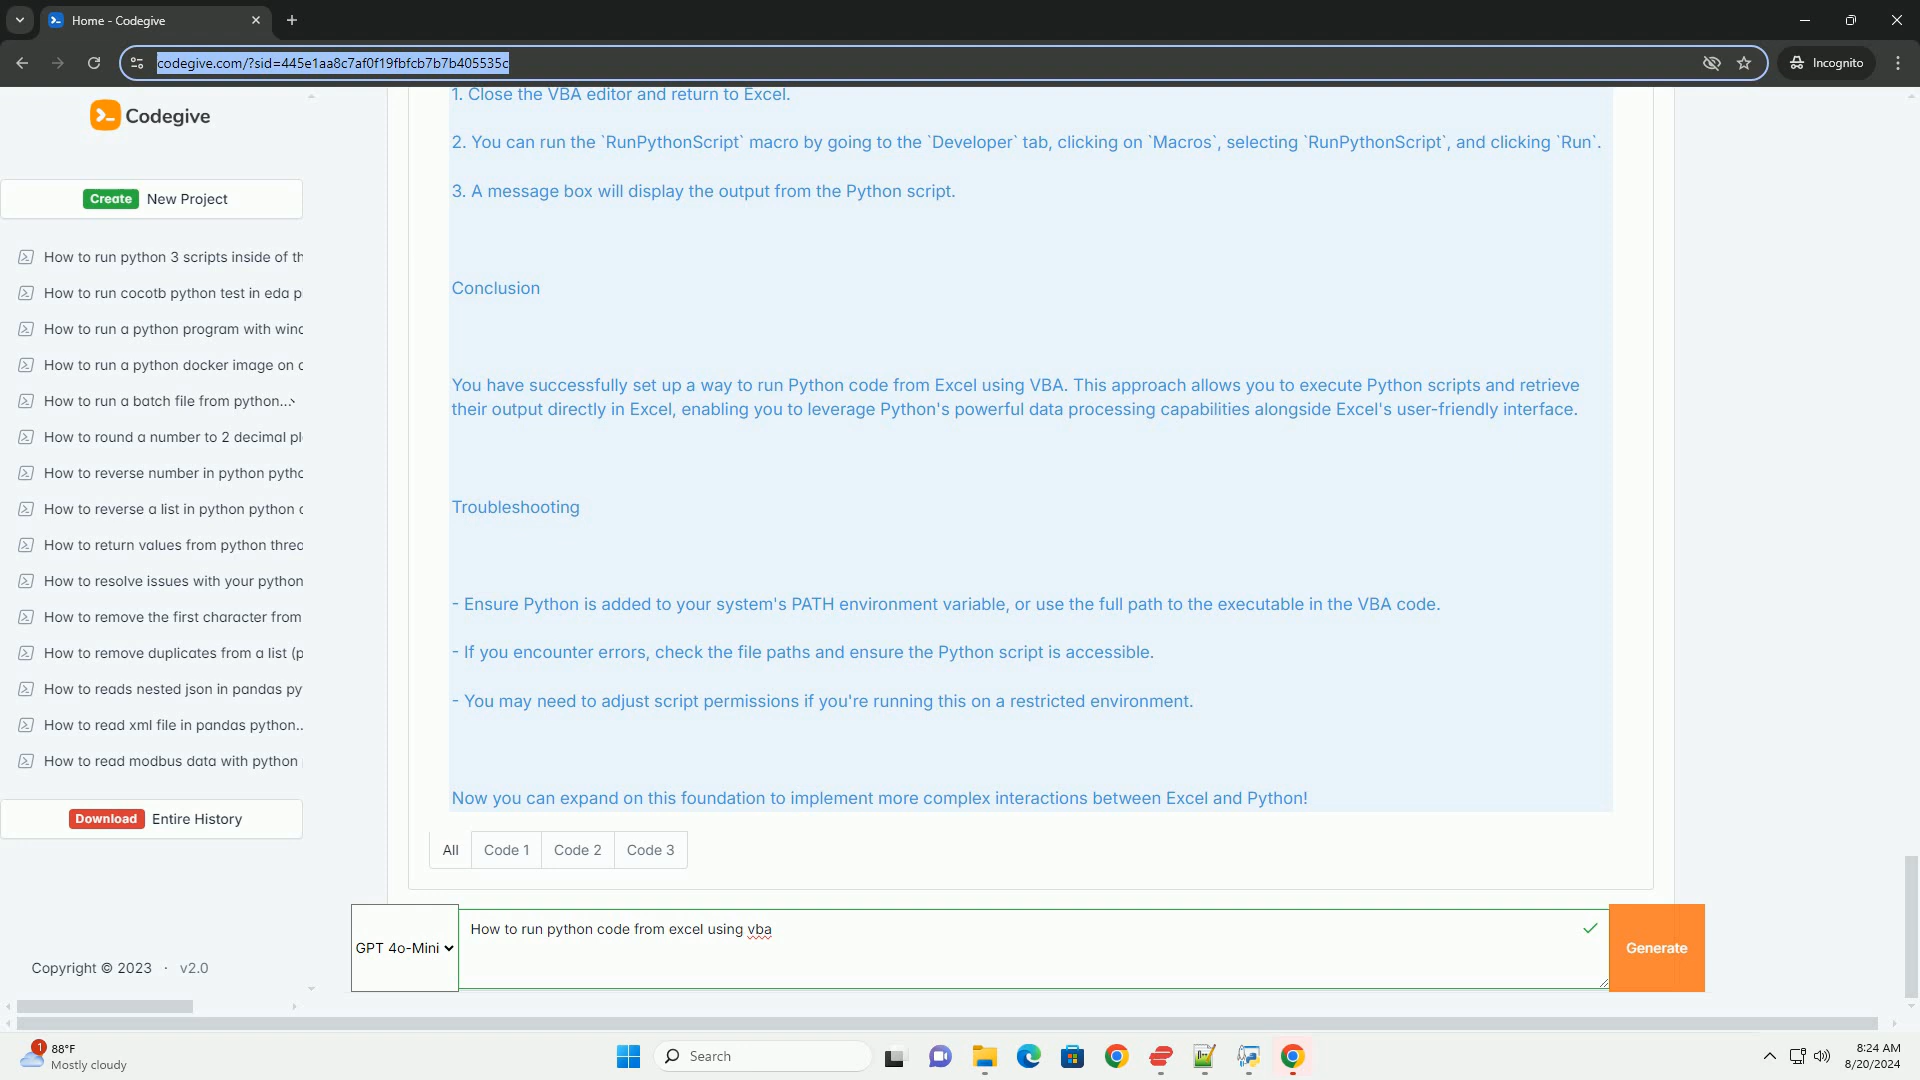 Home - Codegive
codegive.com/?sid=445e1aa8c7af0f19fbfcb7b7b405535c
Incognito
Codegive
Create New Project
How to run python 3 scripts inside of th
How to run cocotb python test in eda p
How to run a python program with wind
How to run a python docker image on c
How to run a batch file from python...
How to round a number to 2 decimal pl
How to reverse number in python pytho
How to reverse a list in python python c
How to return values from python threa
How to resolve issues with your python
How to remove the first character from
How to remove duplicates from a list (p
How to reads nested json in pandas py
How to read xml file in pandas python..
How to read modbus data with python
Download Entire History
Copyright © 2023 · v2.0
1. Close the VBA editor and return to Excel.
2. You can run the `RunPythonScript` macro by going to the `Developer` tab, clicking on `Macros`, selecting `RunPythonScript`, and clicking `Run`.
3. A message box will display the output from the Python script.
Conclusion
You have successfully set up a way to run Python code from Excel using VBA. This approach allows you to execute Python scripts and retrieve
their output directly in Excel, enabling you to leverage Python's powerful data processing capabilities alongside Excel's user-friendly interface.
Troubleshooting
- Ensure Python is added to your system's PATH environment variable, or use the full path to the executable in the VBA code.
- If you encounter errors, check the file paths and ensure the Python script is accessible.
- You may need to adjust script permissions if you're running this on a restricted environment.
Now you can expand on this foundation to implement more complex interactions between Excel and Python!
All Code 1 Code 2 Code 3
GPT 4o-Mini
How to run python code from excel using vba
Generate
1
88°F
Mostly cloudy
Search
8:24 AM
8/20/2024